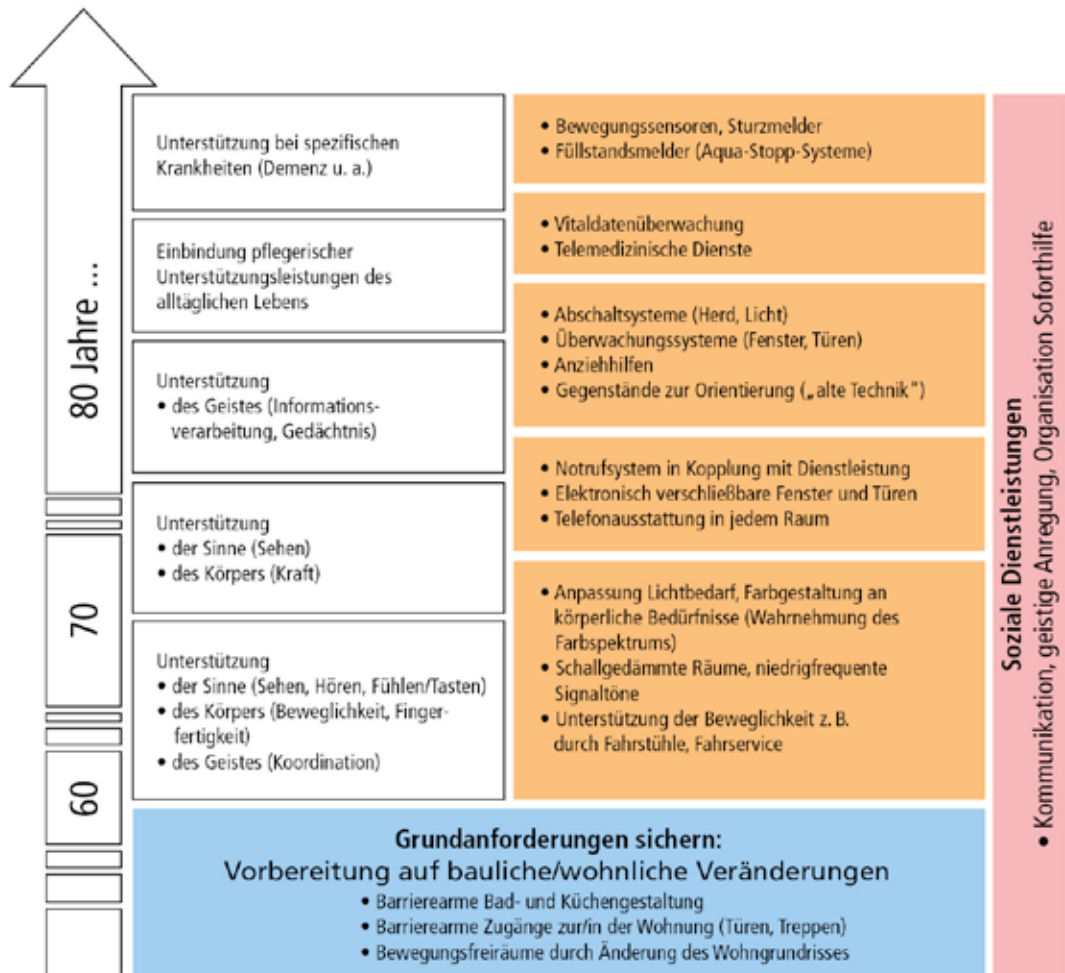 80 Jahre ...
70
60
Unterstützung bei spezifischen
Krankheiten (Demenz u. a.)
Einbindung pflegerischer
Unterstützungsleistungen des
alltäglichen Lebens
Unterstützung
• des Geistes (Informations-
verarbeitung, Gedächtnis)
Unterstützung
• der Sinne (Sehen)
• des Körpers (Kraft)
Unterstützung
• der Sinne (Sehen, Hören, Fühlen/Tasten)
• des Körpers (Beweglichkeit, Finger-
fertigkeit)
• des Geistes (Koordination)
• Bewegungssensoren, Sturzmelder
• Füllstandsmelder (Aqua-Stopp-Systeme)
• Vitaldatenüberwachung
• Telemedizinische Dienste
• Abschaltsysteme (Herd, Licht)
• Überwachungssysteme (Fenster, Türen)
• Anziehhilfen
• Gegenstände zur Orientierung („alte Technik“)
• Notrufsystem in Kopplung mit Dienstleistung
• Elektronisch verschließbare Fenster und Türen
• Telefonausstattung in jedem Raum
• Anpassung Lichtbedarf, Farbgestaltung an
körperliche Bedürfnisse (Wahrnehmung des
Farbspektrums)
• Schallgedämmte Räume, niedrigfrequente
Signaltöne
• Unterstützung der Beweglichkeit z. B.
durch Fahrstühle, Fahrservice
Soziale Dienstleistungen
• Kommunikation, geistige Anregung, Organisation Soforthilfe
Grundanforderungen sichern:
Vorbereitung auf bauliche/wohnliche Veränderungen
• Barrierearme Bad- und Küchengestaltung
• Barrierearme Zugänge zur/in der Wohnung (Türen, Treppen)
• Bewegungsfreiräume durch Änderung des Wohngrundrisses